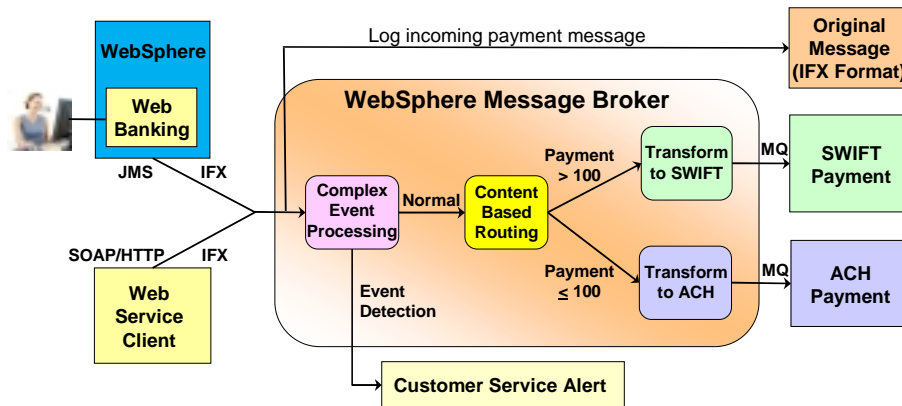 WebSphere
Web
Banking
JMS
IFX
SOAP/HTTP
IFX
Web
Service
Client
Log incoming payment message
Original
Message
(IFX Format)
WebSphere Message Broker
Complex
Event
Processing
Normal
Content
Based
Routing
Payment
> 100
Transform
to SWIFT
MQ
SWIFT
Payment
Payment
≤ 100
Transform
to ACH
MQ
ACH
Payment
Event
Detection
Customer Service Alert